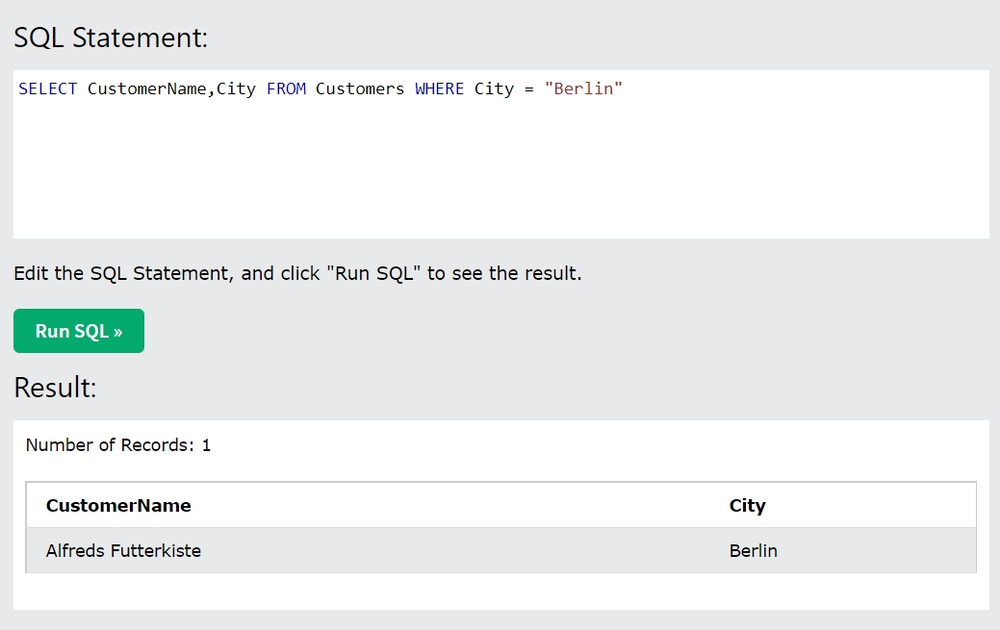 SQL Statement:
SELECT CustomerName,City FROM Customers WHERE City = "Berlin"
Edit the SQL Statement, and click "Run SQL" to see the result.
Run SQL »
Result:
Number of Records: 1
CustomerName City
Alfreds Futterkiste Berlin